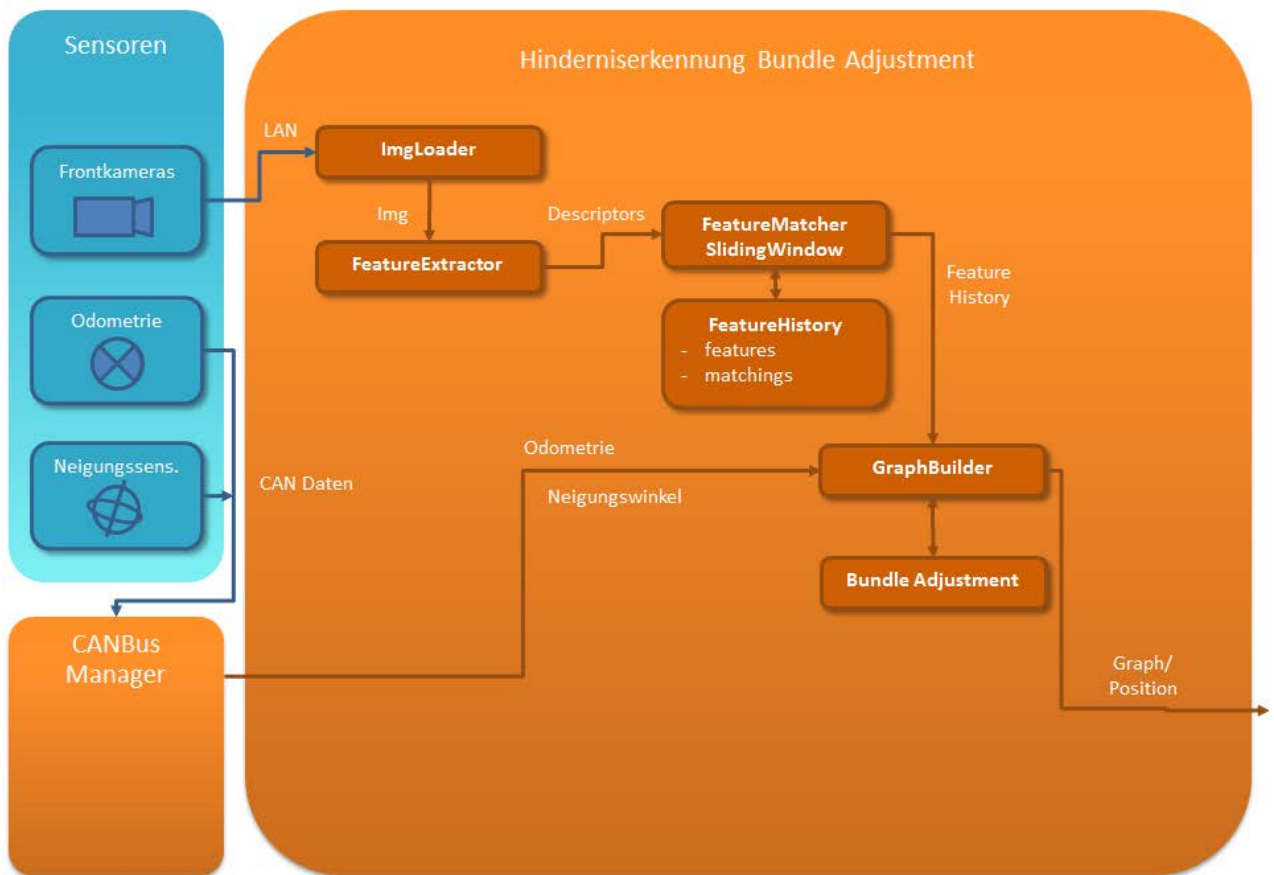 Sensoren
Hinderniserkennung Bundle Adjustment
LAN
ImgLoader
Frontkameras
Img
Descriptors
FeatureMatcher
SlidingWindow
FeatureExtractor
Feature
History
Odometrie
FeatureHistory
- features
- matchings
Neigungssens.
CAN Daten
Odometrie
Neigungswinkel
GraphBuilder
Bundle Adjustment
CANBus
Manager
Graph/
Position